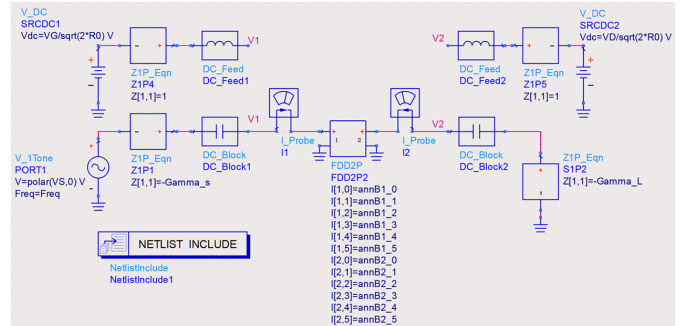 V_DC
SRCDC1
Vdc=VG/sqrt(2*R0) V
Z1P_Eqn
Z1P4
Z[1,1]=1
DC_Feed
DC_Feed1
V1
V2
DC_Feed
DC_Feed2
Z1P_Eqn
Z1P5
Z[1,1]=1
V_DC
SRCDC2
Vdc=VD/sqrt(2*R0) V
V_1Tone
PORT1
V=polar(VS,0) V
Freq=Freq
Z1P_Eqn
Z1P1
Z[1,1]=-Gamma_s
DC_Block
DC_Block1
V1
I_Probe
I1
1 2
FDD2P
FDD2P2
I[1,0]=annB1_0
I[1,1]=annB1_1
I[1,2]=annB1_2
I[1,3]=annB1_3
I[1,4]=annB1_4
I[1,5]=annB1_5
I[2,0]=annB2_0
I[2,1]=annB2_1
I[2,2]=annB2_2
I[2,3]=annB2_3
I[2,4]=annB2_4
I[2,5]=annB2_5
I_Probe
I2
V2
DC_Block
DC_Block2
Z1P_Eqn
S1P2
Z[1,1]=-Gamma_L
NETLIST INCLUDE
NetlistInclude
NetlistInclude1